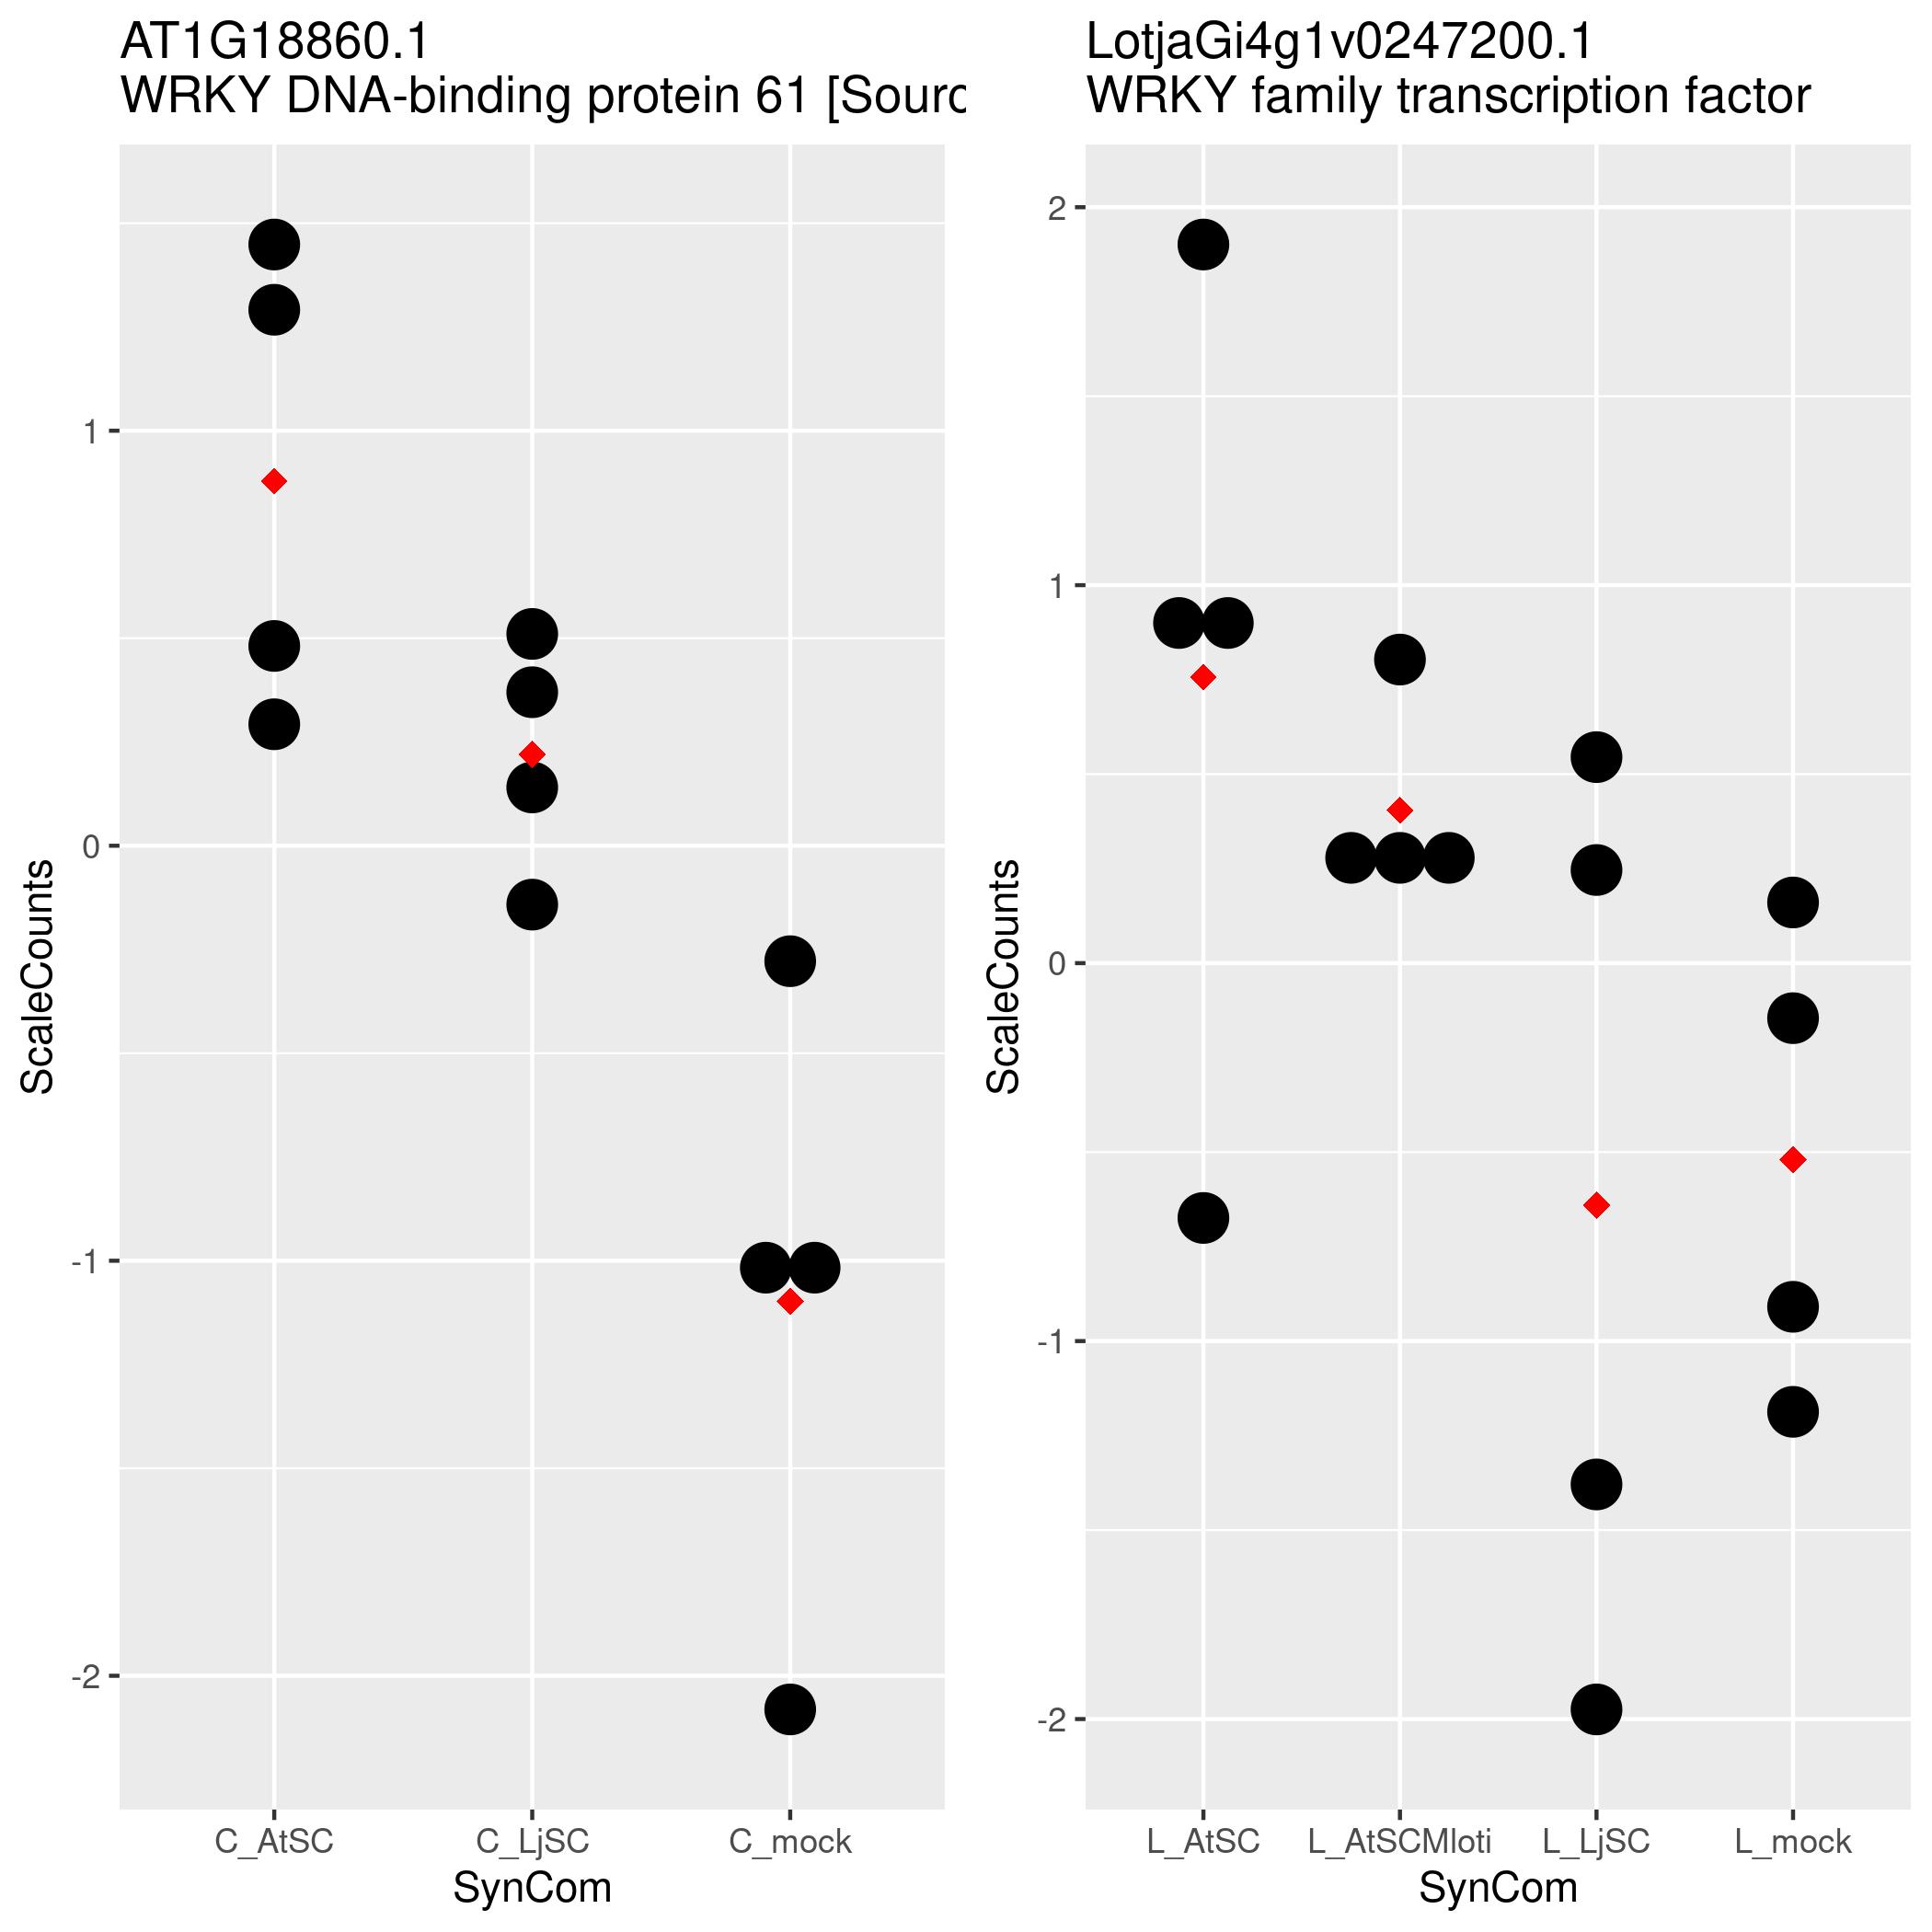 AT1G18860.1
WRKY DNA-binding protein 61 [Sourc
ScaleCounts
1
0
-1
-2
C_AtSC
C_LjSC
C_mock
SynCom
LotjaGi4g1v0247200.1
WRKY family transcription factor
ScaleCounts
2
1
0
-1
-2
L_AtSC
L_AtSCMloti
L_LjSC
L_mock
SynCom